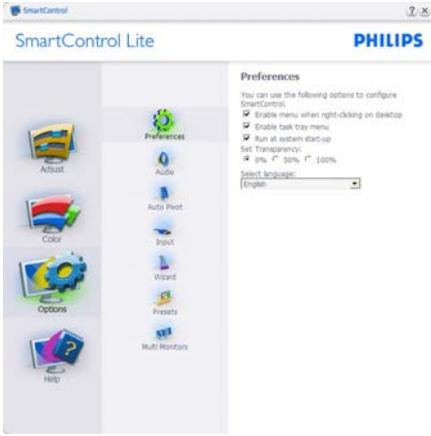 SmartControl
SmartControl Lite
PHILIPS
Adjust
Color
Options
Help
Preferences
Audio
Auto Pivot
Input
Wizard
Presets
Multi Monitors
Preferences
You can use the following options to configure
SmartControl.
Enable menu when right-clicking on desktop
Enable task tray menu
Run at system start-up
Set Transparency:
0% 50% 100%
Select language:
English